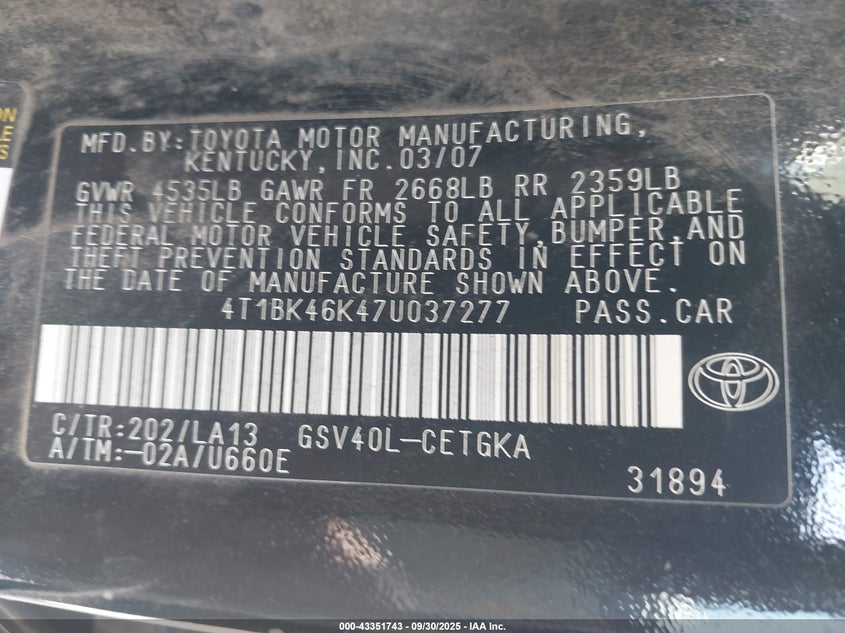 ON
LE
S
MFD.BY:TOYOTA MOTOR MANUFACTURING,
KENTUCKY,INC.03/07
GVWR 4535LB GAWR FR 2668LB RR 2359LB
THIS VEHICLE CONFORMS TO ALL APPLICABLE
FEDERAL MOTOR VEHICLE SAFETY,BUMPER,AND
THEFT PREVENTION STANDARDS IN EFFECT ON
THE DATE OF MANUFACTURE SHOWN ABOVE.
4T1BK46K47U037277 PASS.CAR
C/TR:202/LA13 GSV40L-CETGKA
A/TM:-02A/U660E
31894
000-43351743 - 09/30/2025 - IAA Inc.